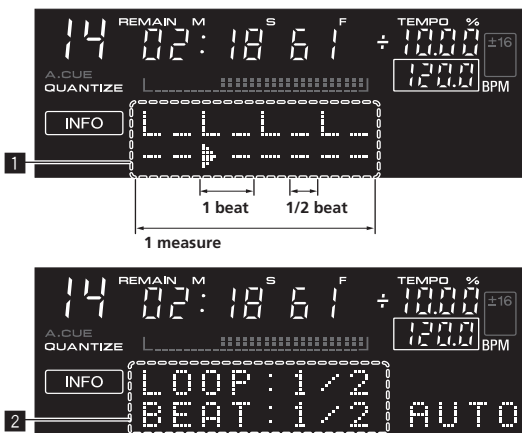 REMAIN M S F TEMPO %
14 02:18 61 ÷ 10.00 ±16
A.CUE
QUANTIZE 120.0 BPM
INFO
L _ L _ L _ L _
1
1 beat 1/2 beat
1 measure
REMAIN M S F TEMPO %
14 02:18 61 ÷ 10.00 ±16
A.CUE
QUANTIZE 120.0 BPM
INFO LOOP:1/2
2 BEAT:1/2 AUTO